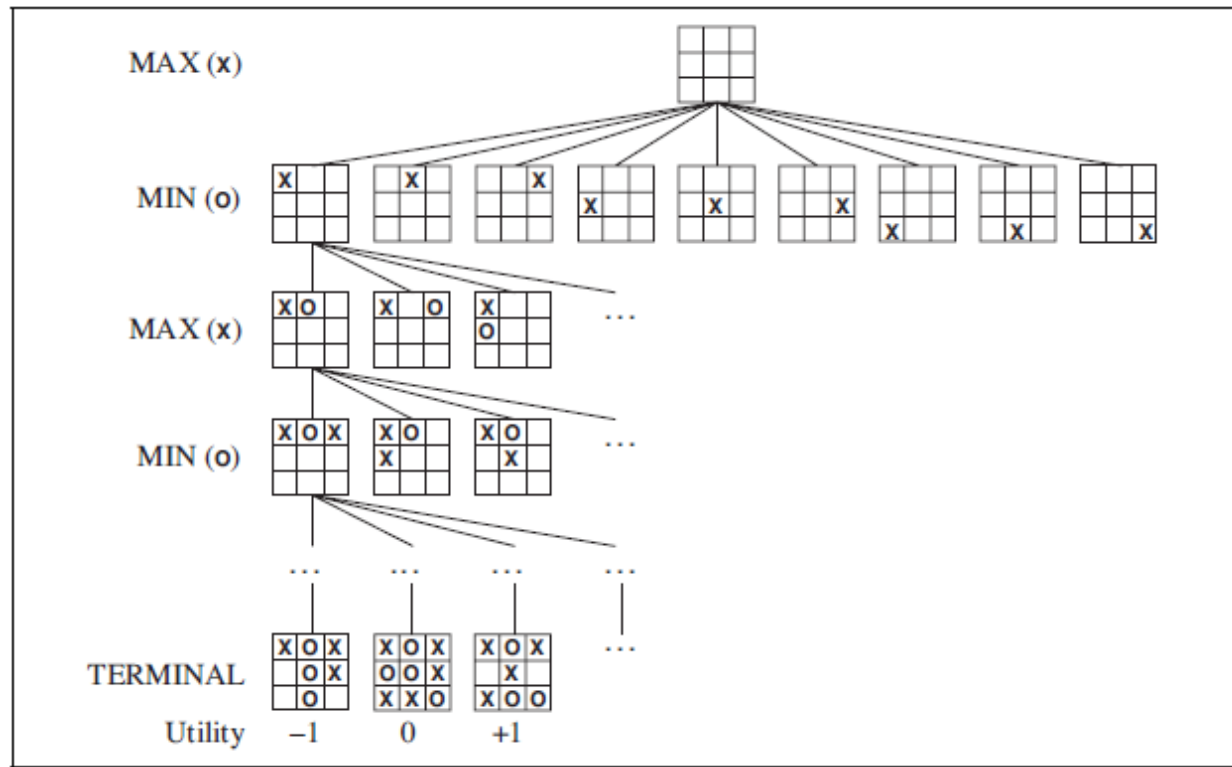 MAX (X)
MIN (O)
X X X X X X X X X
MAX (X)
X O X O X ...
O
MIN (O)
X O X X O X O ...
X X
... ... ... ...
TERMINAL
X O X X O X X O X ...
O X O O X X
O X X O X O O
Utility −1 0 +1